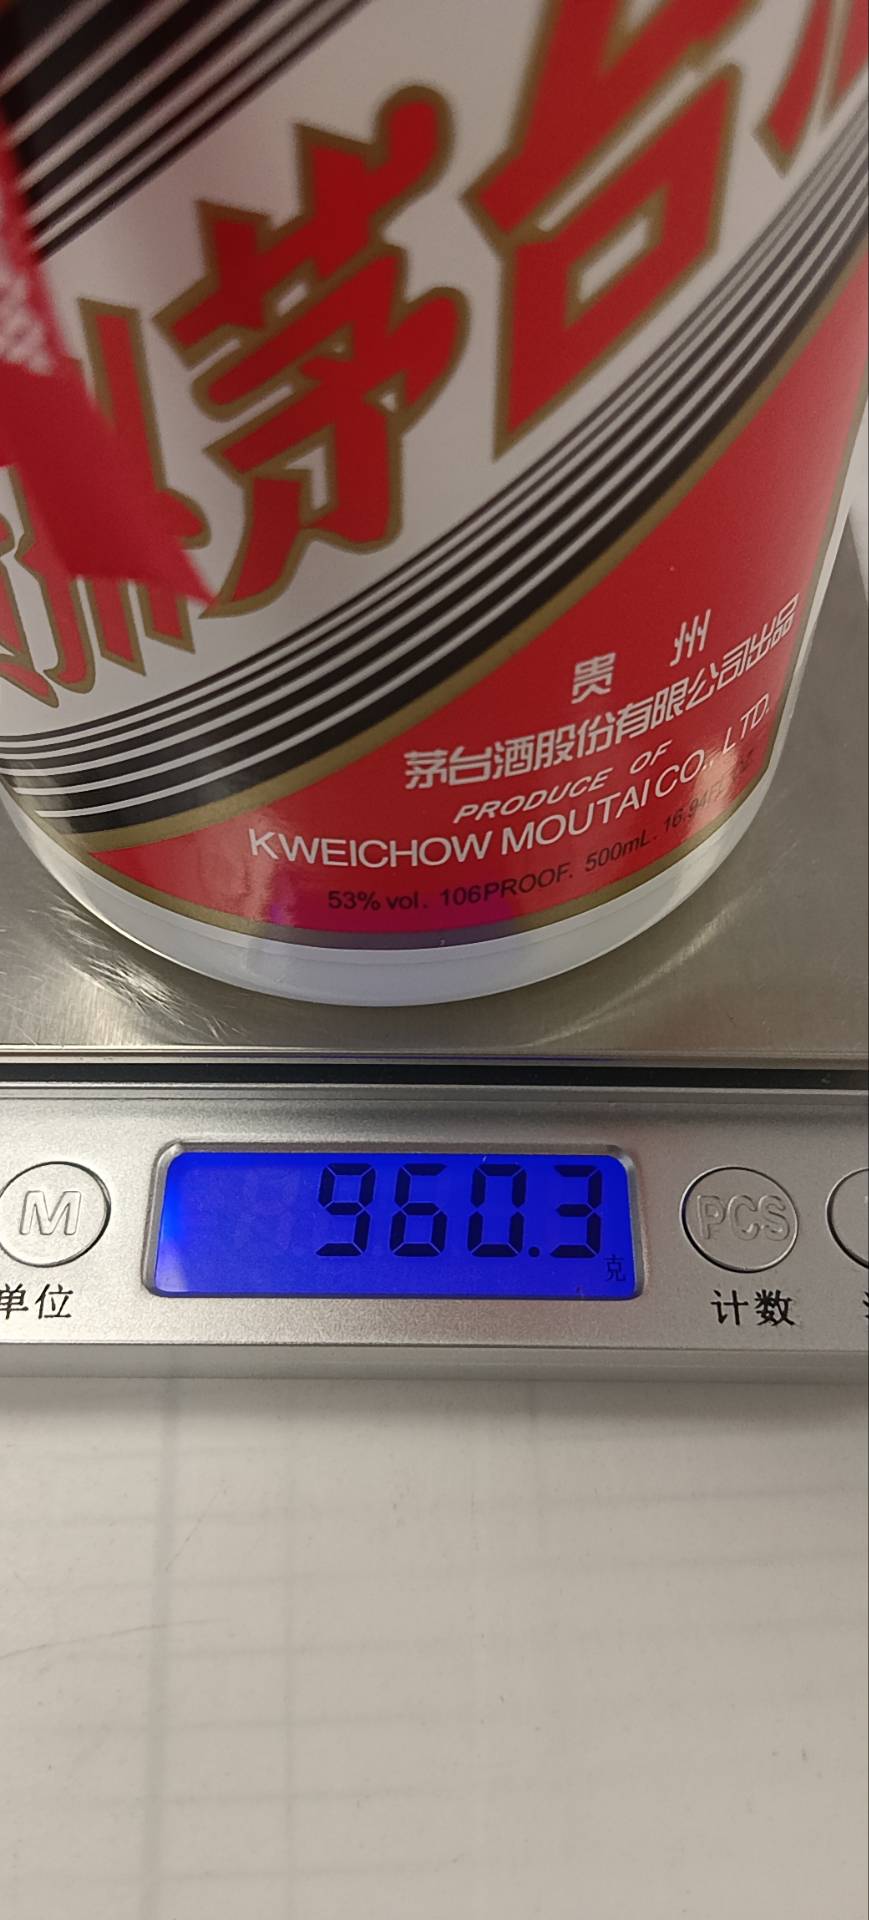 州茅台
贵州
茅台酒股份有限公司出品
PRODUCE OF
KWEICHOW MOUTAI CO., LTD.
53% vol. 106PROOF. 500mL.
960.3
克
M
PCS
单位
计数